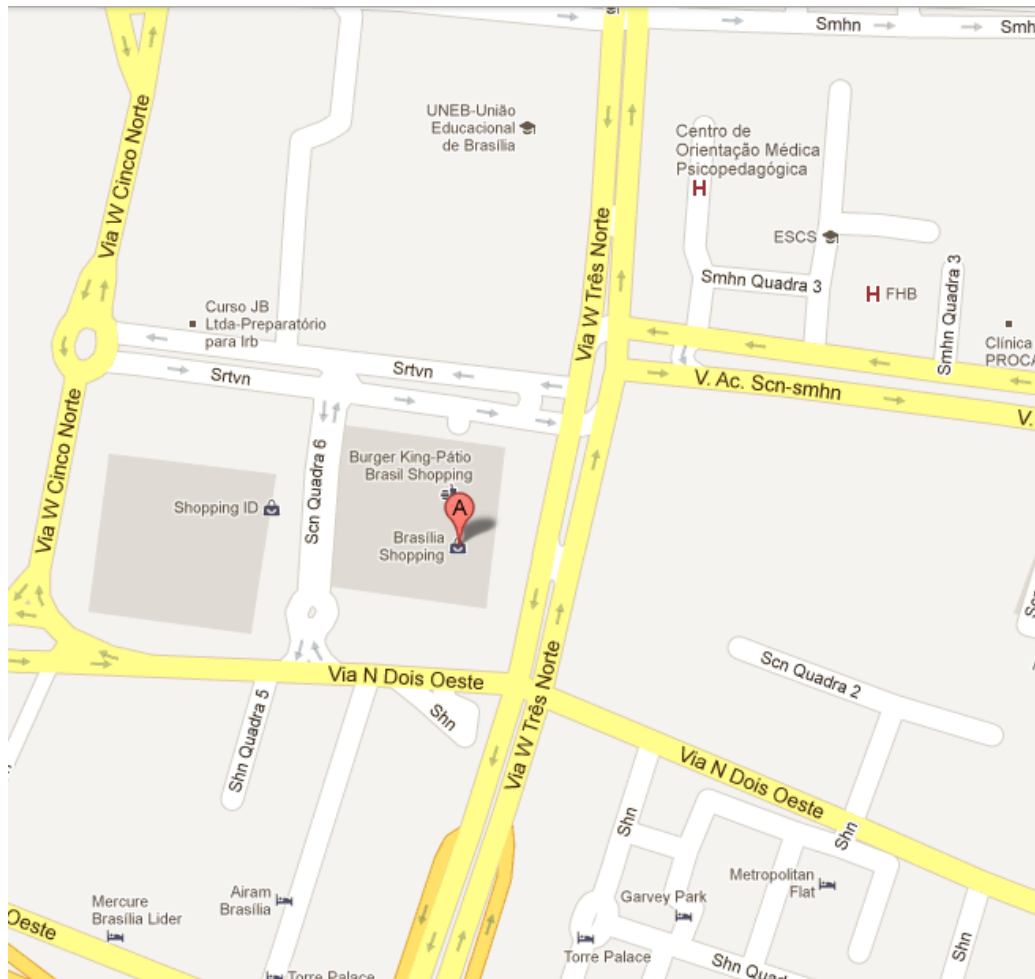 Smhn
Smhn
Via W Cinco Norte
UNEB-União
Educacional
de Brasília
Centro de
Orientação Médica
Psicopedagógica
H
ESCS
Via W Três Norte
Smhn Quadra 3
H FHB
Smhn Quadra 3
Curso JB
Ltda-Preparatório
para Irb
Clínica
PROCA
Srtvn
Srtvn
V. Ac. Scn-smhn
V.
Via W Cinco Norte
Scn Quadra 6
Burger King-Pátio
Brasil Shopping
Shopping ID
A
Brasília
Shopping
Via N Dois Oeste
Via W Três Norte
Scn Quadra 2
Shn Quadra 5
Shn
Via N Dois Oeste
Shn
Shn
Metropolitan
Flat
Airam
Brasília
Garvey Park
Mercure
Brasília Lider
Oeste
Torre Palace
Shn
Shn Quad
Torre Palace